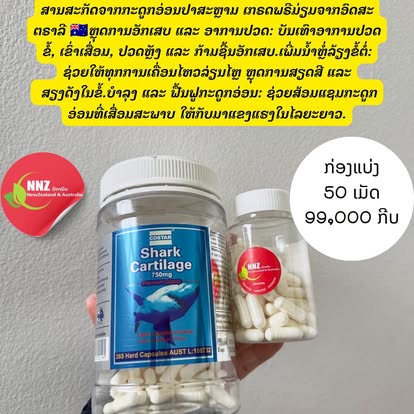 ສານສະກັດຈາກກະດູກອ່ອນປາສະຫຼາມ ເກຣດພຣີມ່ຽມຈາກອົດສະ
ຕຣາລີ 🇦🇺ຫຼຸດການອັກເສບ ແລະ ອາການປວດ: ບັນເທົາອາການປວດ
ຂໍ້, ເຂົ່າເສື່ອມ, ປວດຫຼັງ ແລະ ກ້າມຊີ້ນອັກເສບ.ເພີ່ມນ້ຳຫຼໍ່ລ້ຽງຂໍ້ຕໍ່:
ຊ່ວຍໃຫ້ທຸກການເຄື່ອນໄຫວລ່ຽນໄຫຼ ຫຼຸດການສຽດສີ ແລະ
ສຽງດັງໃນຂໍ້.ບຳລຸງ ແລະ ຟື້ນຟູກະດູກອ່ອນ: ຊ່ວຍສ້ອມແຊມກະດູກ
ອ່ອນທີ່ເສື່ອມສະພາບ ໃຫ້ກັບມາແຂງແຮງໃນໄລຍະຍາວ.
NNZ
NewZealand & Australia
ກ່ອງແບ່ງ
50 ເມັດ
99,000 ກີບ
COSTAR
Shark
Cartilage
750mg
365 Hard Capsules AUST L:188732
NNZ